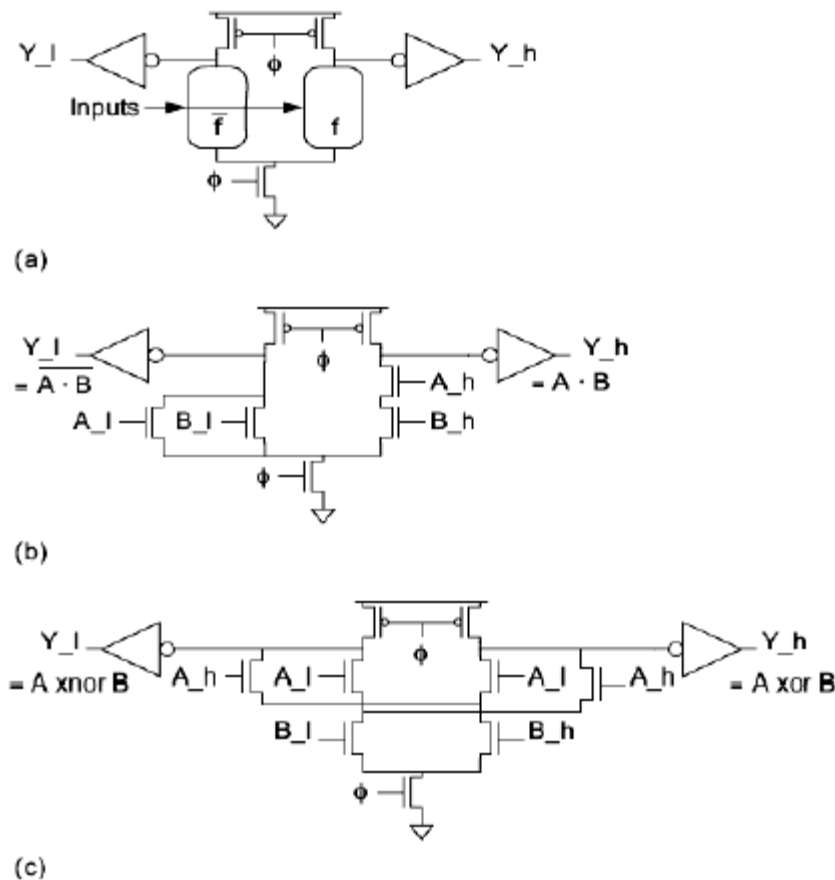 Y_l Y_h
ϕ
Inputs
f̅ f
ϕ
(a)
Y_l Y_h
ϕ
= \overline{A · B} A_h = A · B
A_l B_l B_h
ϕ
(b)
Y_l Y_h
ϕ
= A xnor B A_h A_l A_l A_h = A xor B
B_l B_h
ϕ
(c)